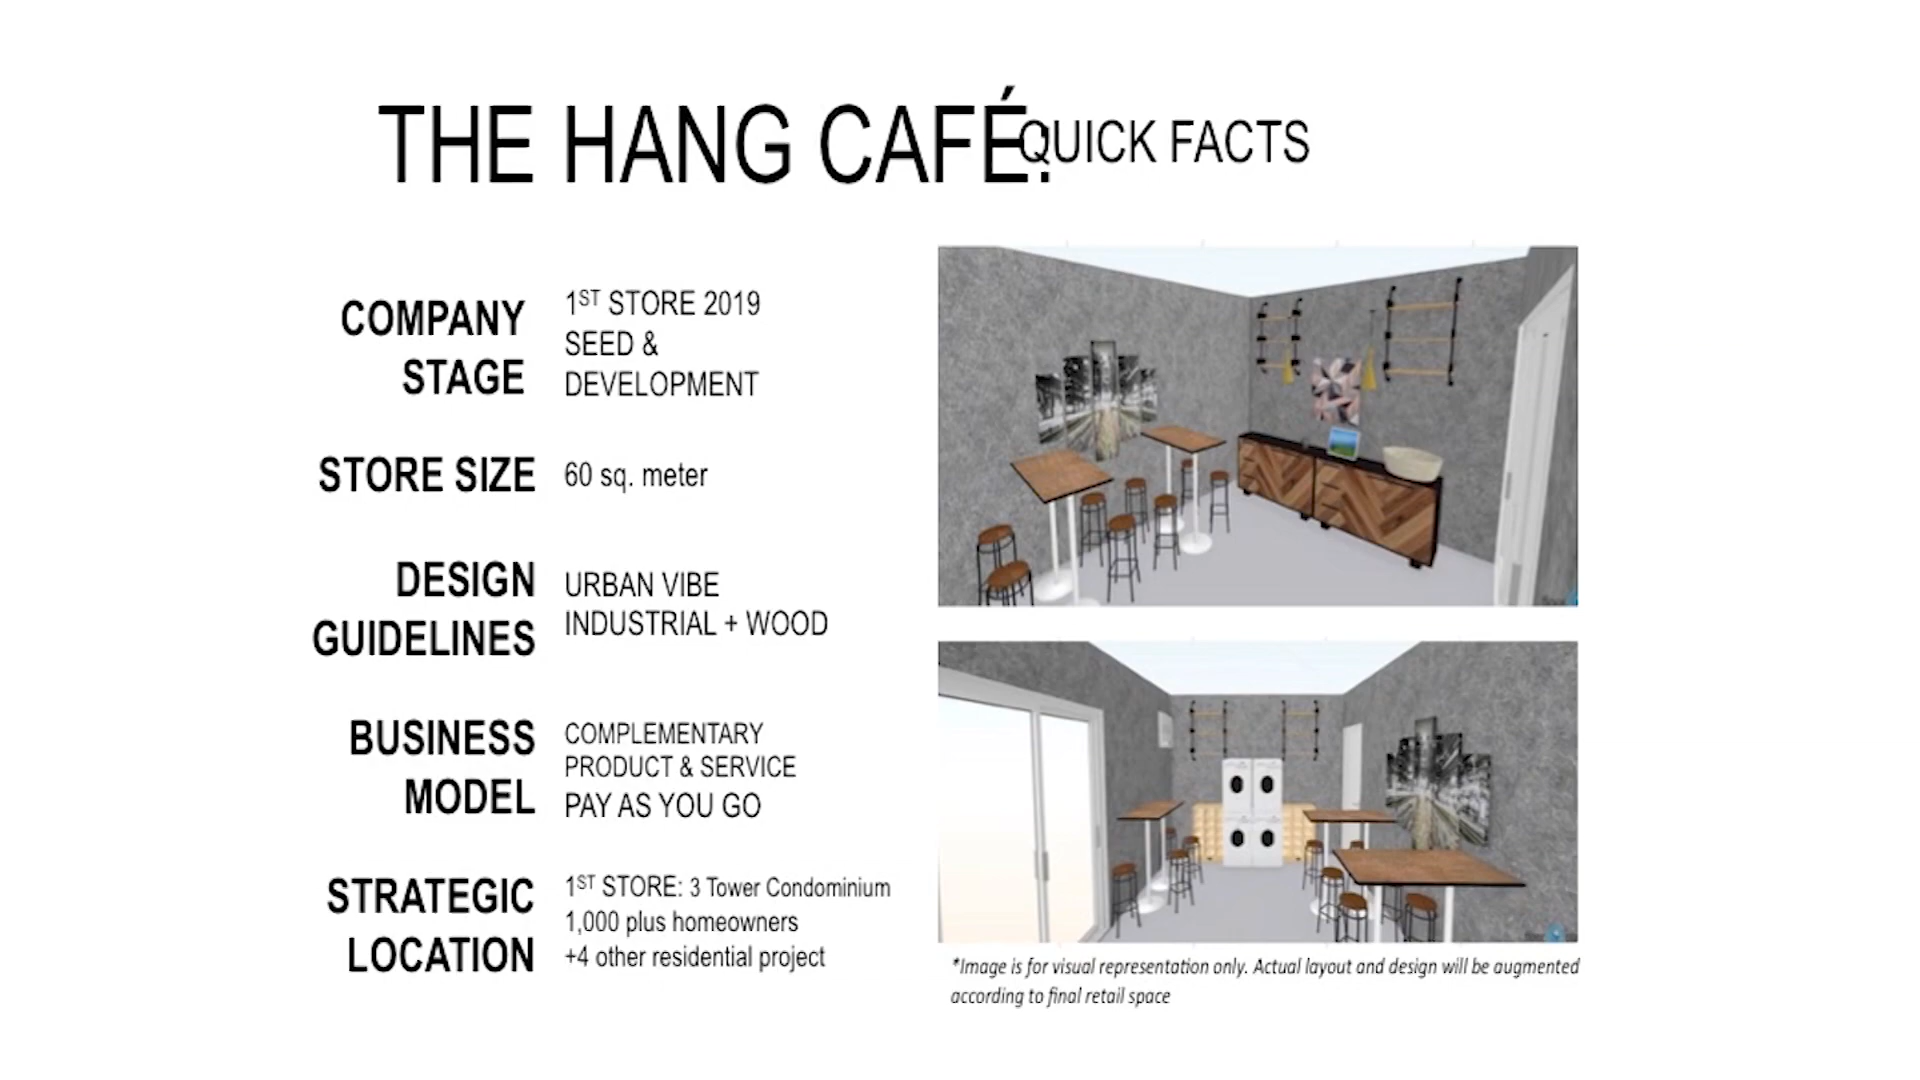 THE HANG CAFÉ: QUICK FACTS
COMPANY
STAGE
1ST STORE 2019
SEED &
DEVELOPMENT
STORE SIZE
60 sq. meter
DESIGN
GUIDELINES
URBAN VIBE
INDUSTRIAL + WOOD
BUSINESS
MODEL
COMPLEMENTARY
PRODUCT & SERVICE
PAY AS YOU GO
STRATEGIC
LOCATION
1ST STORE: 3 Tower Condominium
1,000 plus homeowners
+4 other residential project
*Image is for visual representation only. Actual layout and design will be augmented
according to final retail space